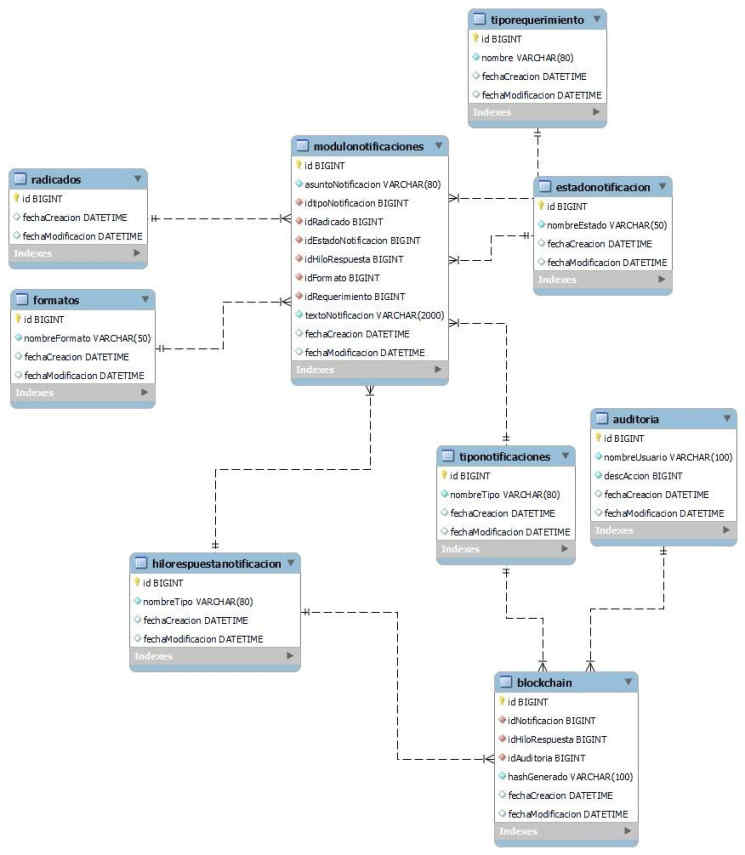 tiporequerimiento
id BIGINT
nombre VARCHAR(80)
fechaCreacion DATETIME
fechaModificacion DATETIME
Indexes
modulonotificaciones
id BIGINT
asuntoNotificacion VARCHAR(80)
idtipoNotificacion BIGINT
idRadicado BIGINT
idEstadoNotificacion BIGINT
idHiloRespuesta BIGINT
idFormato BIGINT
idRequerimiento BIGINT
textoNotificacion VARCHAR(2000)
fechaCreacion DATETIME
fechaModificacion DATETIME
Indexes
radicados
id BIGINT
fechaCreacion DATETIME
fechaModificacion DATETIME
Indexes
estadonotificacion
id BIGINT
nombreEstado VARCHAR(50)
fechaCreacion DATETIME
fechaModificacion DATETIME
Indexes
formatos
id BIGINT
nombreFormato VARCHAR(50)
fechaCreacion DATETIME
fechaModificacion DATETIME
Indexes
auditoria
id BIGINT
nombreUsuario VARCHAR(100)
descAccion BIGINT
fechaCreacion DATETIME
fechaModificacion DATETIME
Indexes
tiponotificaciones
id BIGINT
nombreTipo VARCHAR(80)
fechaCreacion DATETIME
fechaModificacion DATETIME
Indexes
hilorespuestanotificacion
id BIGINT
nombreTipo VARCHAR(80)
fechaCreacion DATETIME
fechaModificacion DATETIME
Indexes
blockchain
id BIGINT
idNotificacion BIGINT
idHiloRespuesta BIGINT
idAuditoria BIGINT
hashGenerado VARCHAR(100)
fechaCreacion DATETIME
fechaModificacion DATETIME
Indexes